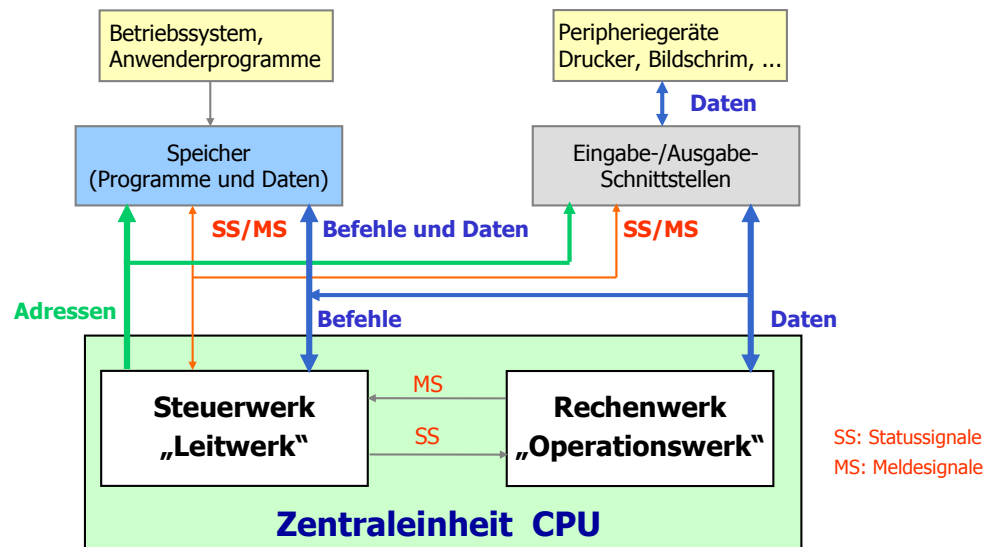 Betriebssystem,
Anwenderprogramme
Peripheriegeräte
Drucker, Bildschrim, ...
Daten
Speicher
(Programme und Daten)
Eingabe-/Ausgabe-
Schnittstellen
SS/MS
Befehle und Daten
SS/MS
Adressen
Befehle
Daten
Steuerwerk
„Leitwerk“
MS
SS
Rechenwerk
„Operationswerk“
SS: Statussignale
MS: Meldesignale
Zentraleinheit CPU